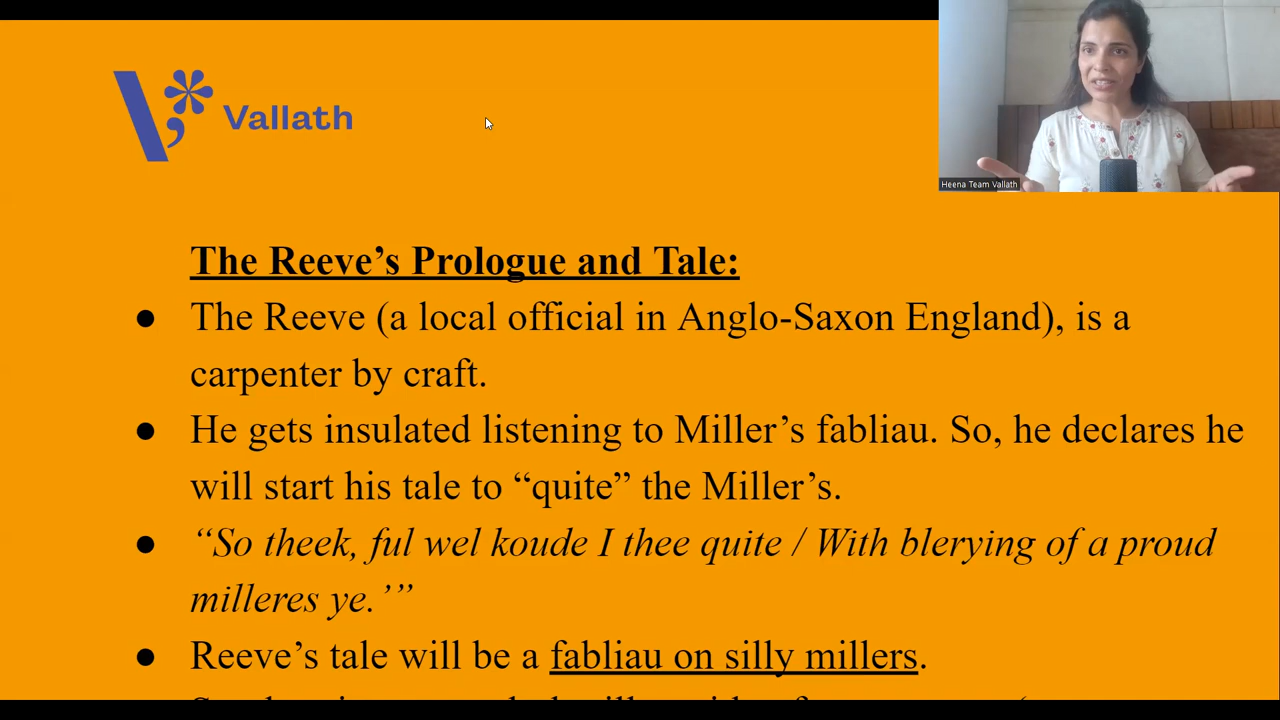 Vallath
Heena Team Vallath
The Reeve’s Prologue and Tale:
● The Reeve (a local official in Anglo-Saxon England), is a
carpenter by craft.
● He gets insulated listening to Miller’s fabliau. So, he declares he
will start his tale to “quite” the Miller’s.
● “So theek, ful wel koude I thee quite / With blerying of a proud
milleres ye.’”
● Reeve’s tale will be a fabliau on silly millers.